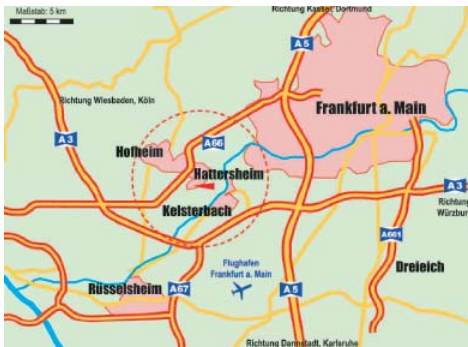 Maßstab: 5 km
Richtung Kassel, Dortmund
A 5
Frankfurt a. Main
Richtung Wiesbaden, Köln
A 3
A 66
Hofheim
Hattersheim
Kelsterbach
A 3
Richtung
Würzburg
A 661
Flughafen
Frankfurt a. Main
Dreieich
Rüsselsheim
A 67
A 5
Richtung Darmstadt, Karlsruhe